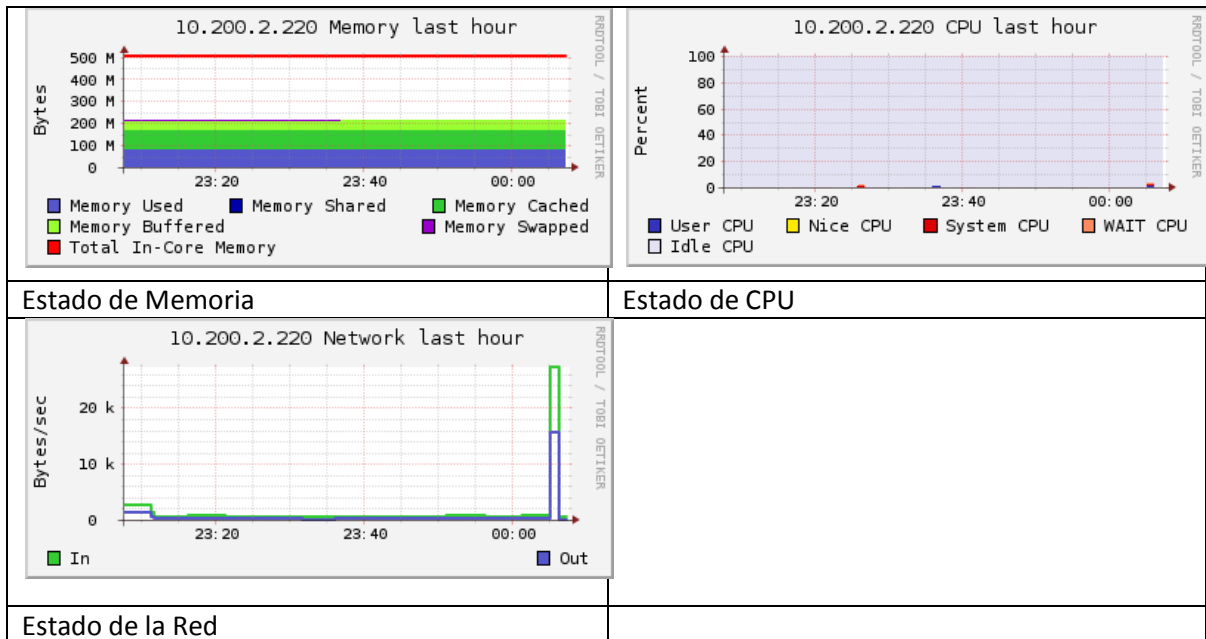 10.200.2.220 Memory last hour
RRDTOOL / TOBI OETIKER
Bytes
500 M
400 M
300 M
200 M
100 M
0
23:20 23:40 00:00
Memory Used Memory Shared Memory Cached
Memory Buffered Memory Swapped
Total In-Core Memory
10.200.2.220 CPU last hour
RRDTOOL / TOBI OETIKER
Percent
100
80
60
40
20
0
23:20 23:40 00:00
User CPU Nice CPU System CPU WAIT CPU
Idle CPU
Estado de Memoria
Estado de CPU
10.200.2.220 Network last hour
RRDTOOL / TOBI OETIKER
Bytes/sec
20 k
10 k
0
23:20 23:40 00:00
In Out
Estado de la Red